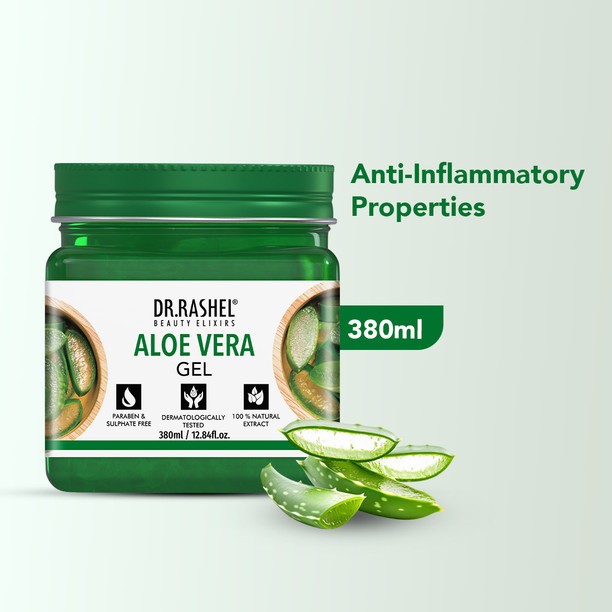 Anti-Inflammatory
Properties
380ml
DR.RASHEL®
BEAUTY ELIXIRS
ALOE VERA
GEL
PARABEN &
SULPHATE FREE
DERMATOLOGICALLY
TESTED
100 % NATURAL
EXTRACT
380ml / 12.84fl.oz.